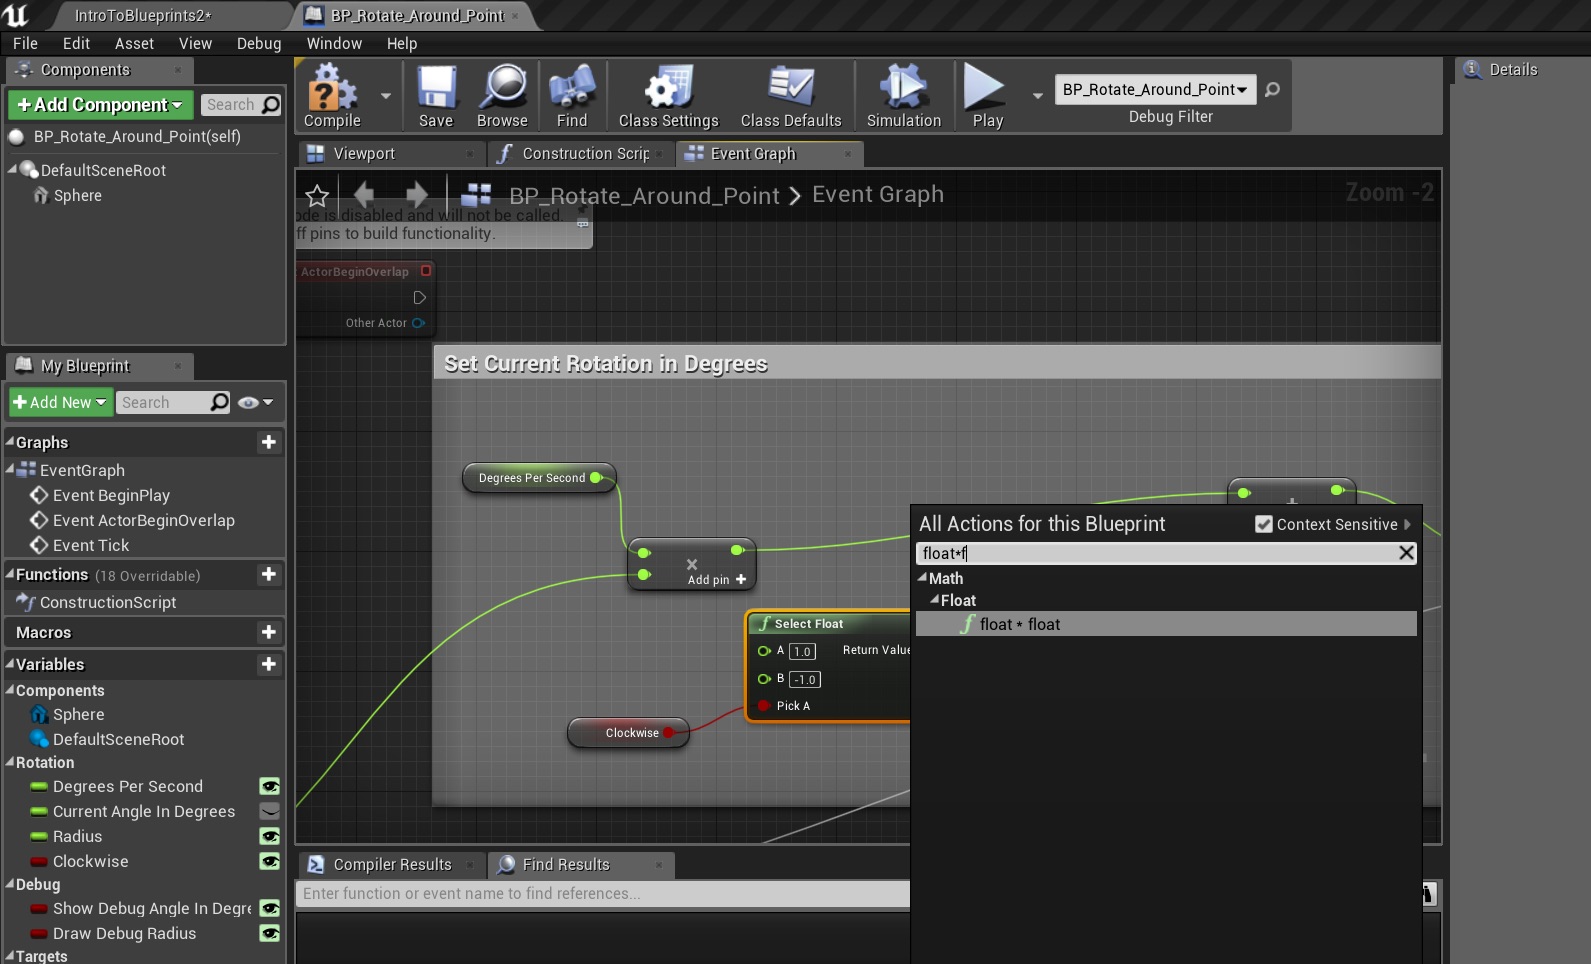 IntroToBlueprints2*
BP_Rotate_Around_Point
File Edit Asset View Debug Window Help
Components
Add Component
Search
BP_Rotate_Around_Point(self)
DefaultSceneRoot
Sphere
Compile
Save
Browse
Find
Class Settings
Class Defaults
Simulation
Play
BP_Rotate_Around_Point
Debug Filter
Details
Viewport
Construction Scrip
Event Graph
BP_Rotate_Around_Point > Event Graph
Zoom -2
ode is disabled and will not be called.
ff pins to build functionality.
ActorBeginOverlap
Other Actor
Set Current Rotation in Degrees
Degrees Per Second
Add pin +
Select Float
A 1.0 Return Value
B -1.0
Pick A
Clockwise
All Actions for this Blueprint
Context Sensitive
float*f
Math
Float
float * float
My Blueprint
Add New
Search
Graphs
EventGraph
Event BeginPlay
Event ActorBeginOverlap
Event Tick
Functions (18 Overridable)
ConstructionScript
Macros
Variables
Components
Sphere
DefaultSceneRoot
Rotation
Degrees Per Second
Current Angle In Degrees
Radius
Clockwise
Debug
Show Debug Angle In Degre
Draw Debug Radius
Targets
Compiler Results
Find Results
Enter function or event name to find references...